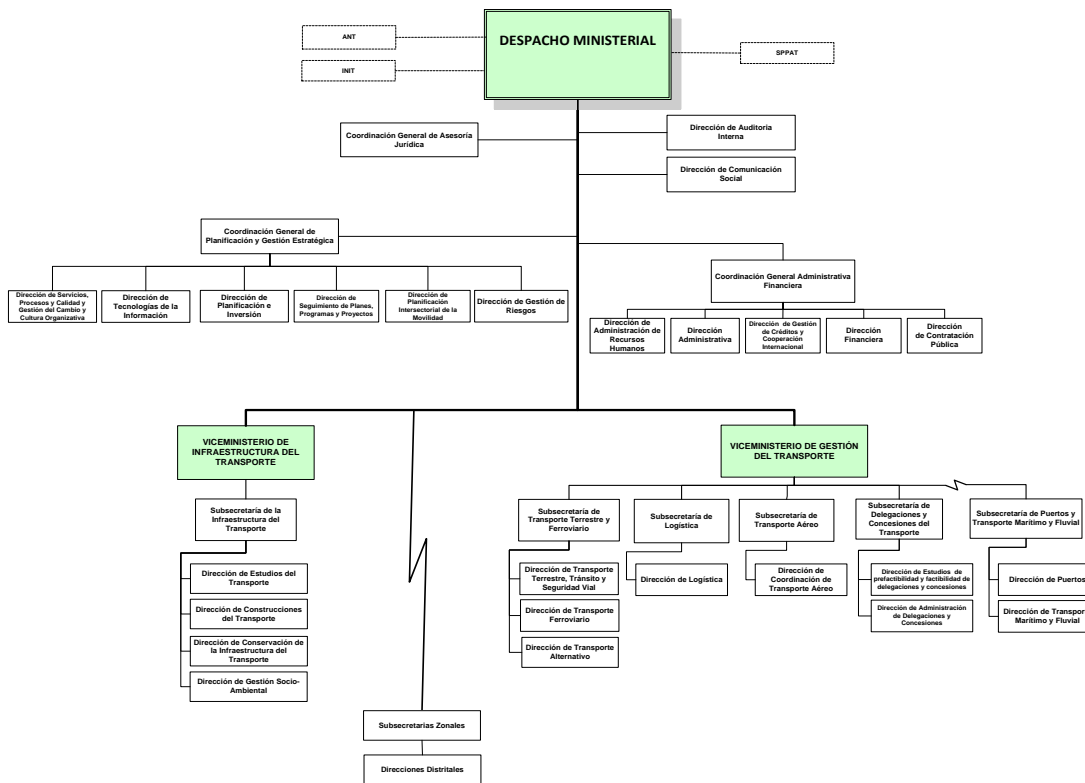 ANT
DESPACHO MINISTERIAL
SPPAT
INIT
Coordinación General de Asesoría
Jurídica
Dirección de Auditoría
Interna
Dirección de Comunicación
Social
Coordinación General de
Planificación y Gestión Estratégica
Coordinación General Administrativa
Financiera
Dirección de Servicios,
Procesos y Calidad y
Gestión del Cambio y
Cultura Organizativa
Dirección de
Tecnologías de la
Información
Dirección de
Planificación e
Inversión
Dirección de
Seguimiento de Planes,
Programas y Proyectos
Dirección de
Planificación
Intersectorial de la
Movilidad
Dirección de Gestión de
Riesgos
Dirección de
Administración de
Recursos
Humanos
Dirección
Administrativa
Dirección de Gestión
de Créditos y
Cooperación
Internacional
Dirección
Financiera
Dirección
de Contratación
Pública
VICEMINISTERIO DE
INFRAESTRUCTURA DEL
TRANSPORTE
VICEMINISTERIO DE GESTIÓN
DEL TRANSPORTE
Subsecretaría de la
Infraestructura del
Transporte
Subsecretaría de
Transporte Terrestre y
Ferroviario
Subsecretaría de
Logística
Subsecretaría de
Transporte Aéreo
Subsecretaría de
Delegaciones y
Concesiones del
Transporte
Subsecretaría de Puertos y
Transporte Marítimo y Fluvial
Dirección de Estudios del
Transporte
Dirección de Construcciones
del Transporte
Dirección de Conservación de
la Infraestructura del
Transporte
Dirección de Gestión Socio-
Ambiental
Dirección de Transporte
Terrestre, Tránsito y
Seguridad Vial
Dirección de Transporte
Ferroviario
Dirección de Transporte
Alternativo
Dirección de Logística
Dirección de
Coordinación de
Transporte Aéreo
Dirección de Estudios de
prefactibilidad y factibilidad de
delegaciones y concesiones
Dirección de Administración
de Delegaciones y
Concesiones
Dirección de Puertos
Dirección de Transport
Marítimo y Fluvial
Subsecretarias Zonales
Direcciones Distritales